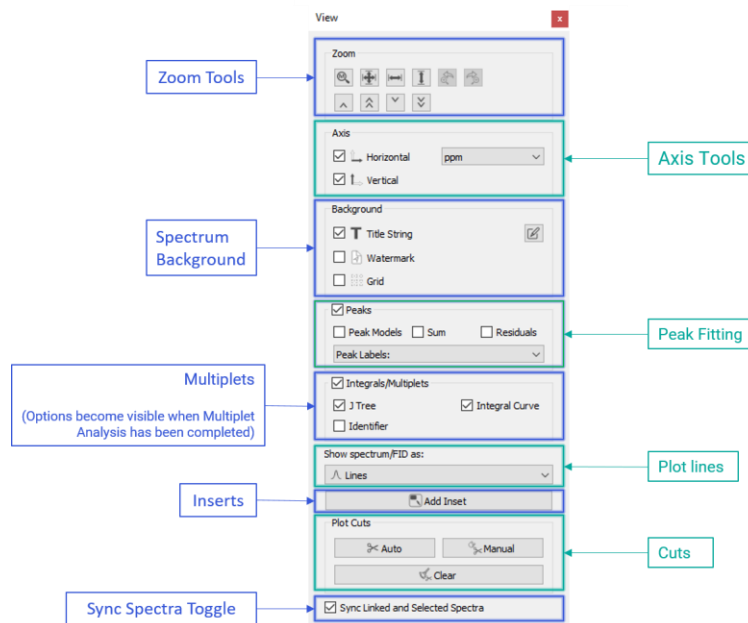 View
x
Zoom
Zoom Tools
Axis
Horizontal
ppm
Vertical
Axis Tools
Background
Title String
Watermark
Grid
Spectrum
Background
Peaks
Peak Models
Sum
Residuals
Peak Labels:
Peak Fitting
Integrals/Multiplets
J Tree
Integral Curve
Identifier
Multiplets
(Options become visible when Multiplet
Analysis has been completed)
Show spectrum/FID as:
Lines
Plot lines
Add Inset
Inserts
Plot Cuts
Auto
Manual
Clear
Cuts
Sync Linked and Selected Spectra
Sync Spectra Toggle